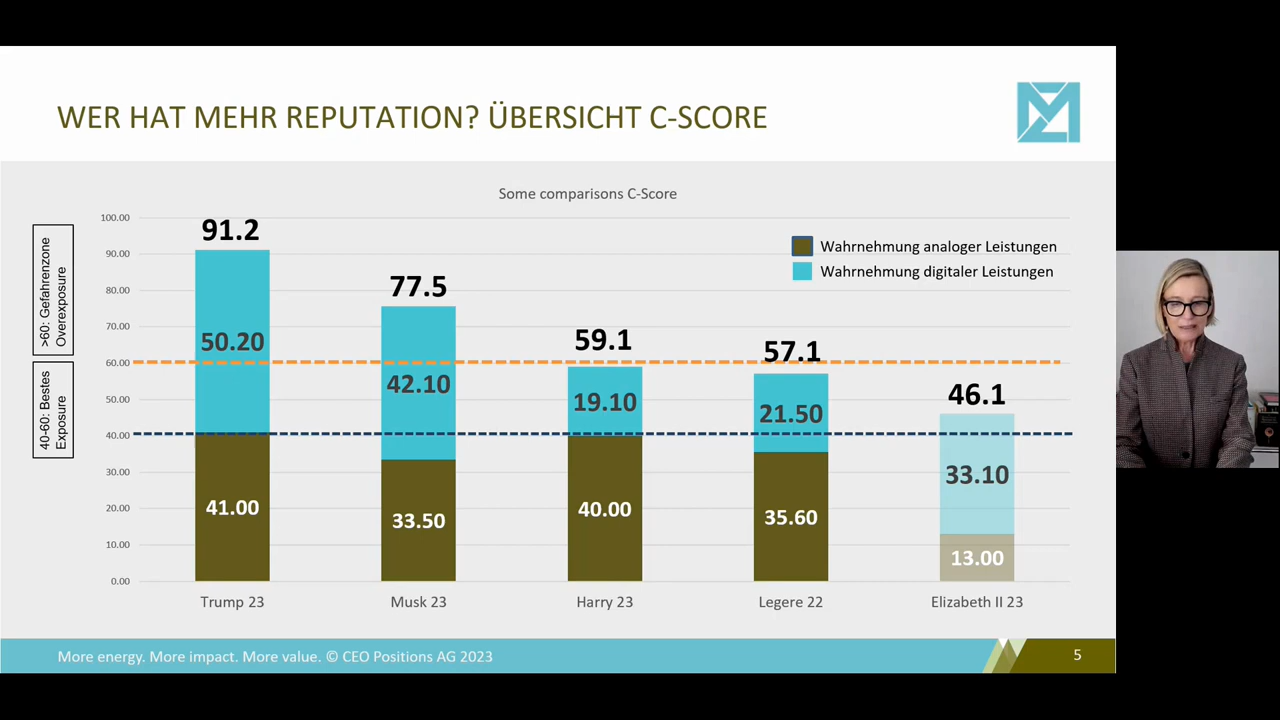 WER HAT MEHR REPUTATION? ÜBERSICHT C-SCORE
Some comparisons C-Score
>60: Gefahrenzone
Overexposure
40-60: Bestes
Exposure
100.00
90.00
80.00
70.00
60.00
50.00
40.00
30.00
20.00
10.00
0.00
Wahrnehmung analoger Leistungen
Wahrnehmung digitaler Leistungen
91.2
50.20
41.00
77.5
42.10
33.50
59.1
19.10
40.00
57.1
21.50
35.60
46.1
33.10
13.00
Trump 23
Musk 23
Harry 23
Legere 22
Elizabeth II 23
More energy. More impact. More value. © CEO Positions AG 2023
5